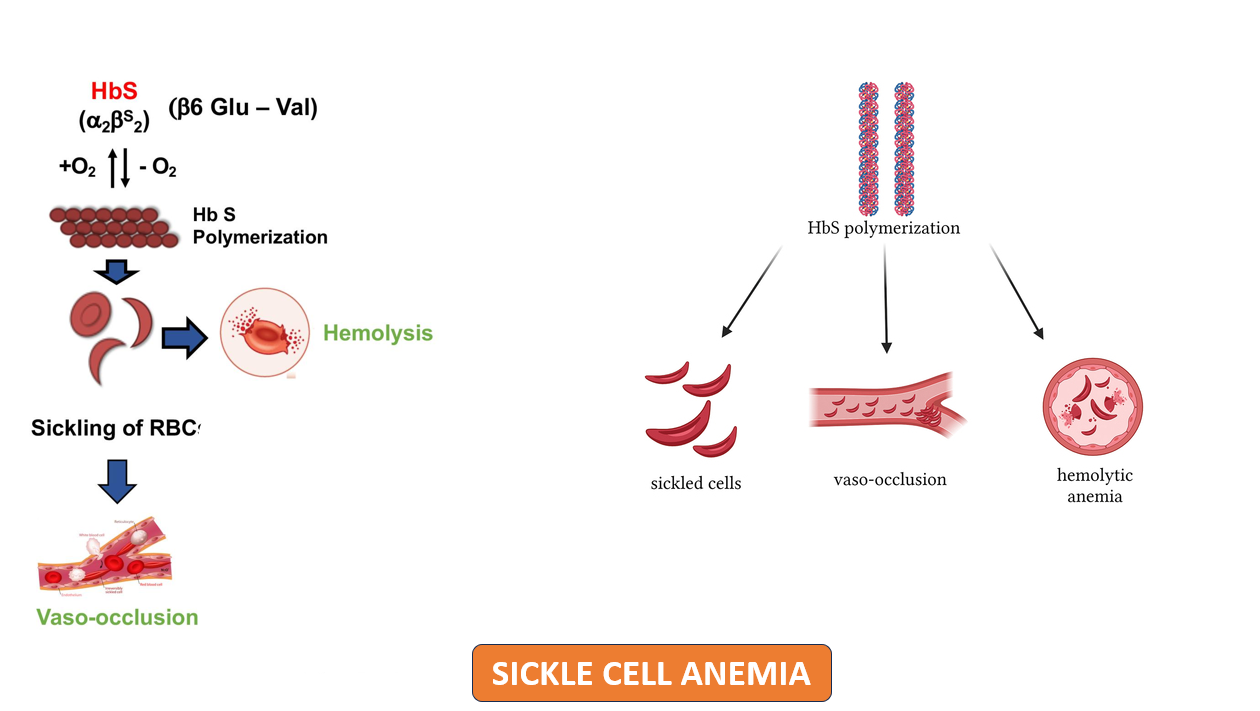 HbS
(α₂βˢ₂) (β6 Glu – Val)
+O₂ - O₂
Hb S
Polymerization
Hemolysis
Sickling of RBC
Vaso-occlusion
HbS polymerization
sickled cells
vaso-occlusion
hemolytic
anemia
SICKLE CELL ANEMIA